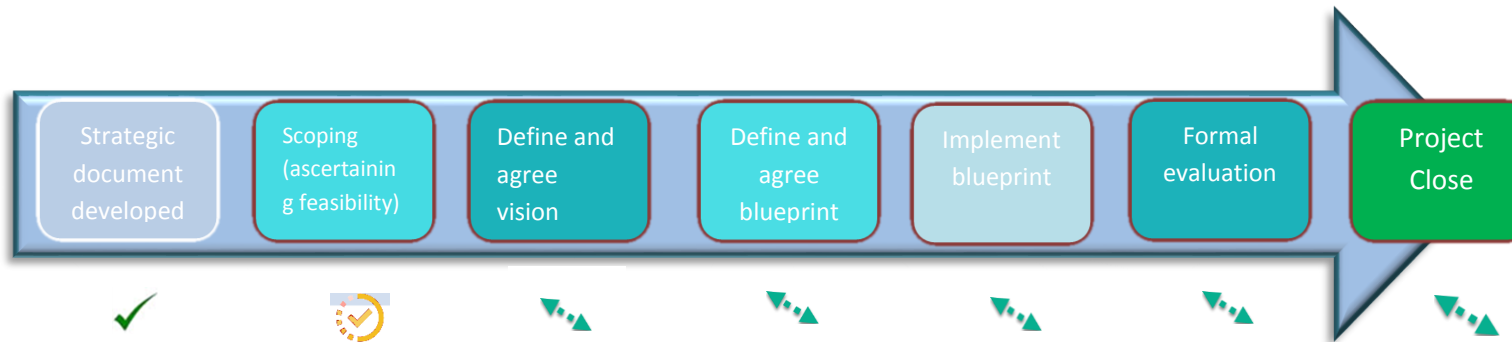 Strategic
document
developed
Scoping
(ascertainin
g feasibility)
Define and
agree
vision
Define and
agree
blueprint
Implement
blueprint
Formal
evaluation
Project
Close